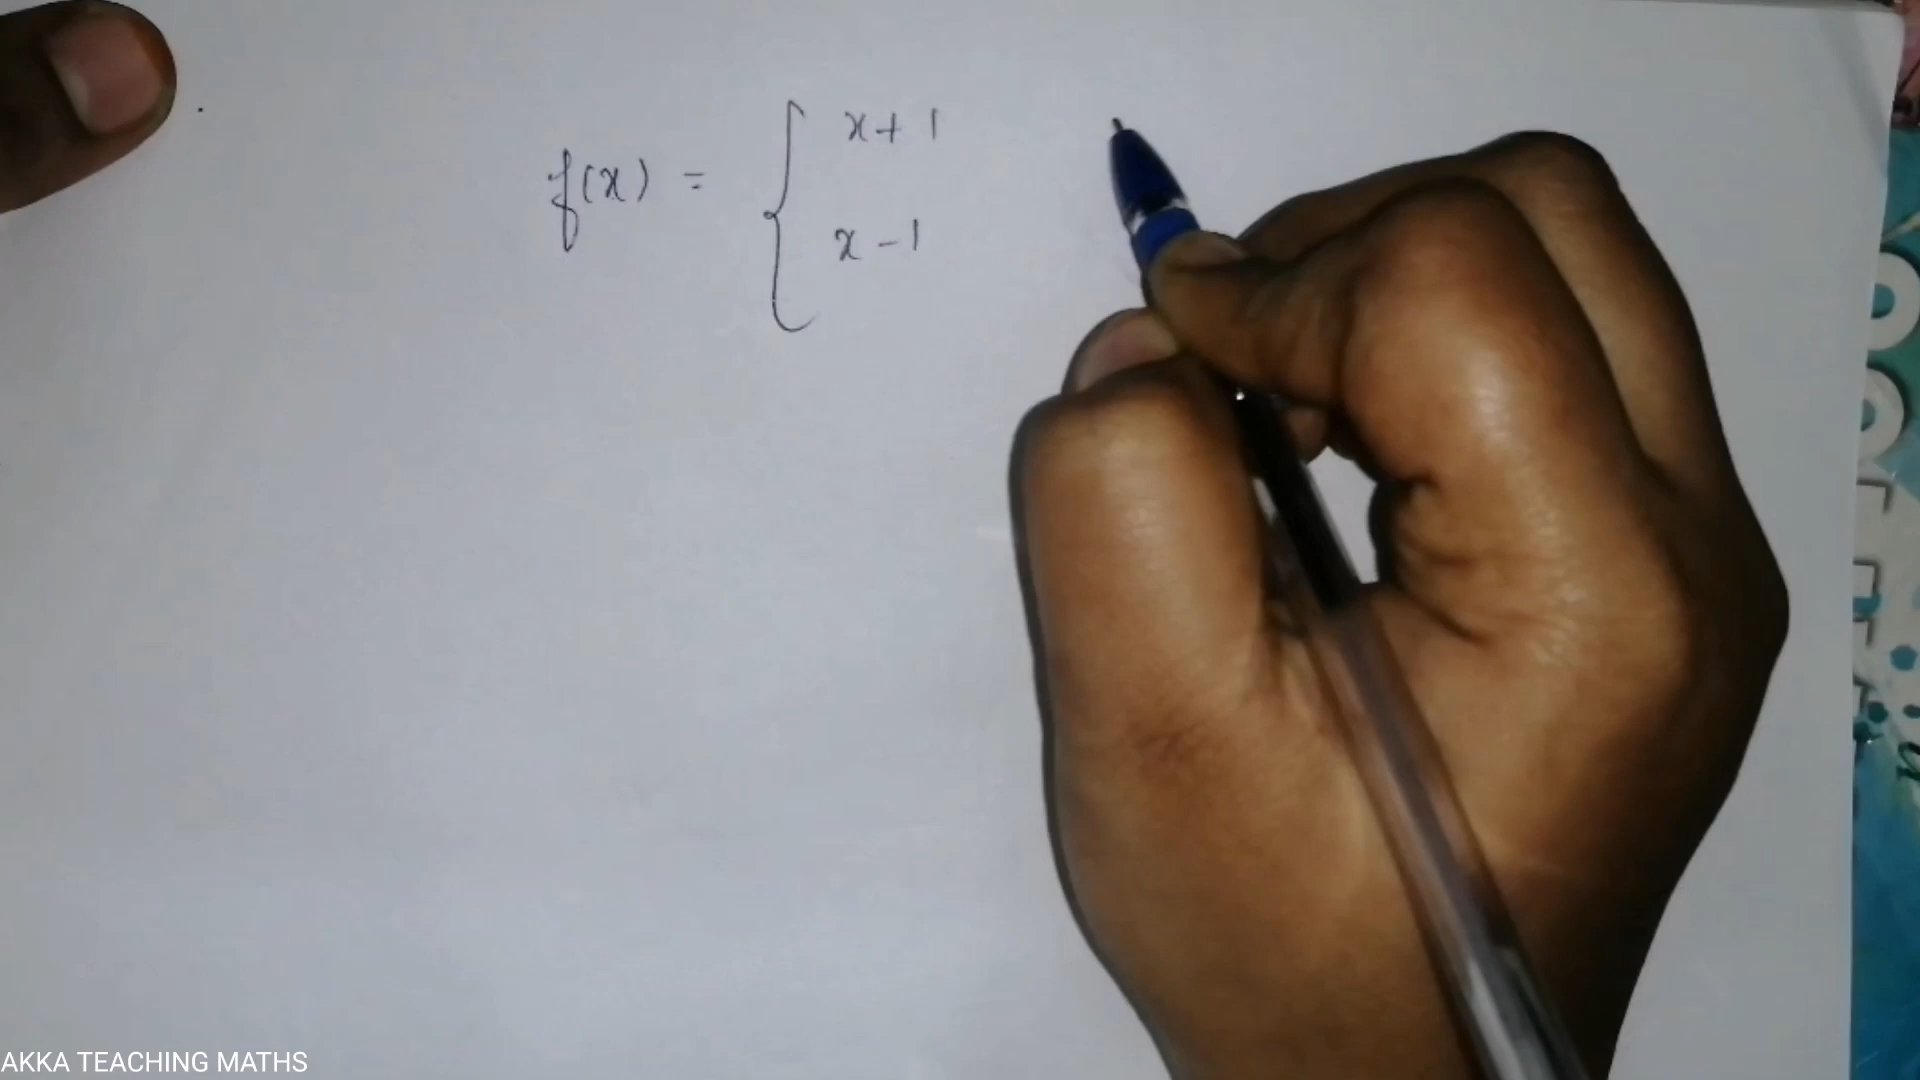 f(x) = { x+1
x-1
AKKA TEACHING MATHS